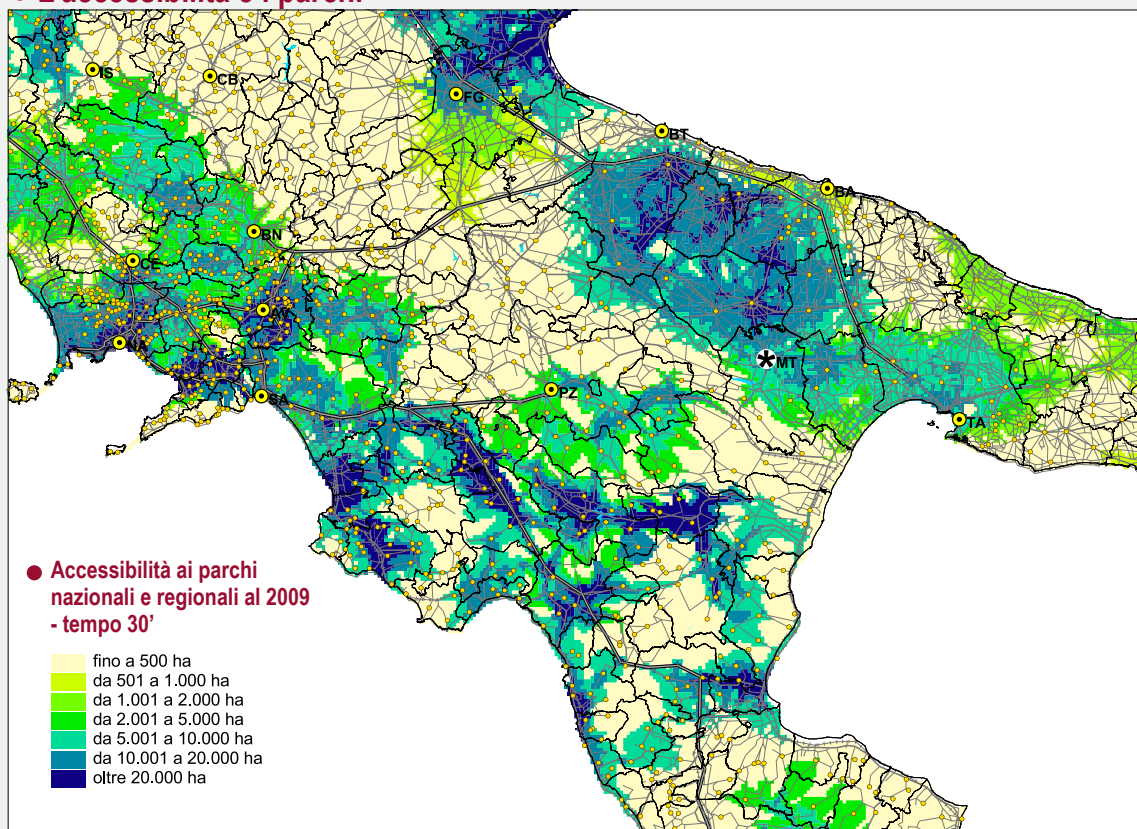 ● L'accessibilità e i parchi
IS
CB
FG
BT
BA
BN
CE
AV
NA
MT
SA
PZ
TA
● Accessibilità ai parchi
nazionali e regionali al 2009
- tempo 30'
fino a 500 ha
da 501 a 1.000 ha
da 1.001 a 2.000 ha
da 2.001 a 5.000 ha
da 5.001 a 10.000 ha
da 10.001 a 20.000 ha
oltre 20.000 ha